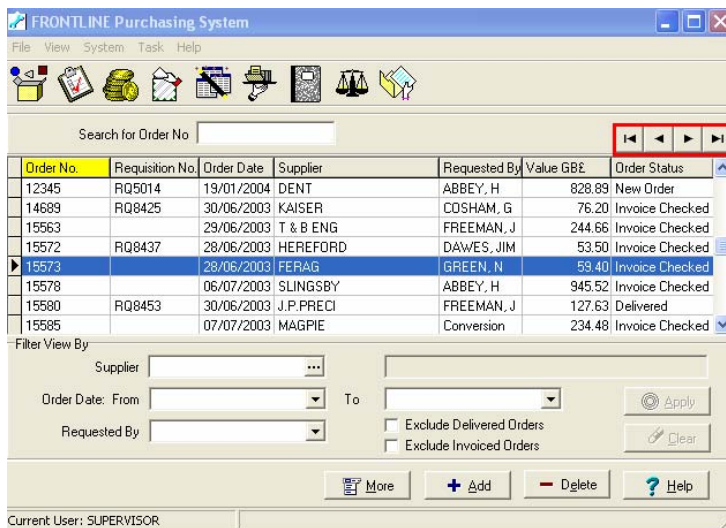 FRONTLINE Purchasing System
File View System Task Help
Search for Order No
Order No. Requisition No. Order Date Supplier Requested By Value GB£ Order Status
12345 RQ5014 19/01/2004 DENT ABBEY, H 828.89 New Order
14689 RQ8425 30/06/2003 KAISER COSHAM, G 76.20 Invoice Checked
15563 29/06/2003 T & B ENG FREEMAN, J 244.66 Invoice Checked
15572 RQ8437 28/06/2003 HEREFORD DAWES, JIM 53.50 Invoice Checked
15573 28/06/2003 FERAG GREEN, N 59.40 Invoice Checked
15578 06/07/2003 SLINGSBY ABBEY, H 945.52 Invoice Checked
15580 RQ8453 30/06/2003 J.P.PRECI FREEMAN, J 127.63 Delivered
15585 07/07/2003 MAGPIE Conversion 234.48 Invoice Checked
Filter View By
Supplier ...
Order Date: From To Apply
Requested By Exclude Delivered Orders
Exclude Invoiced Orders Clear
More Add Delete Help
Current User: SUPERVISOR